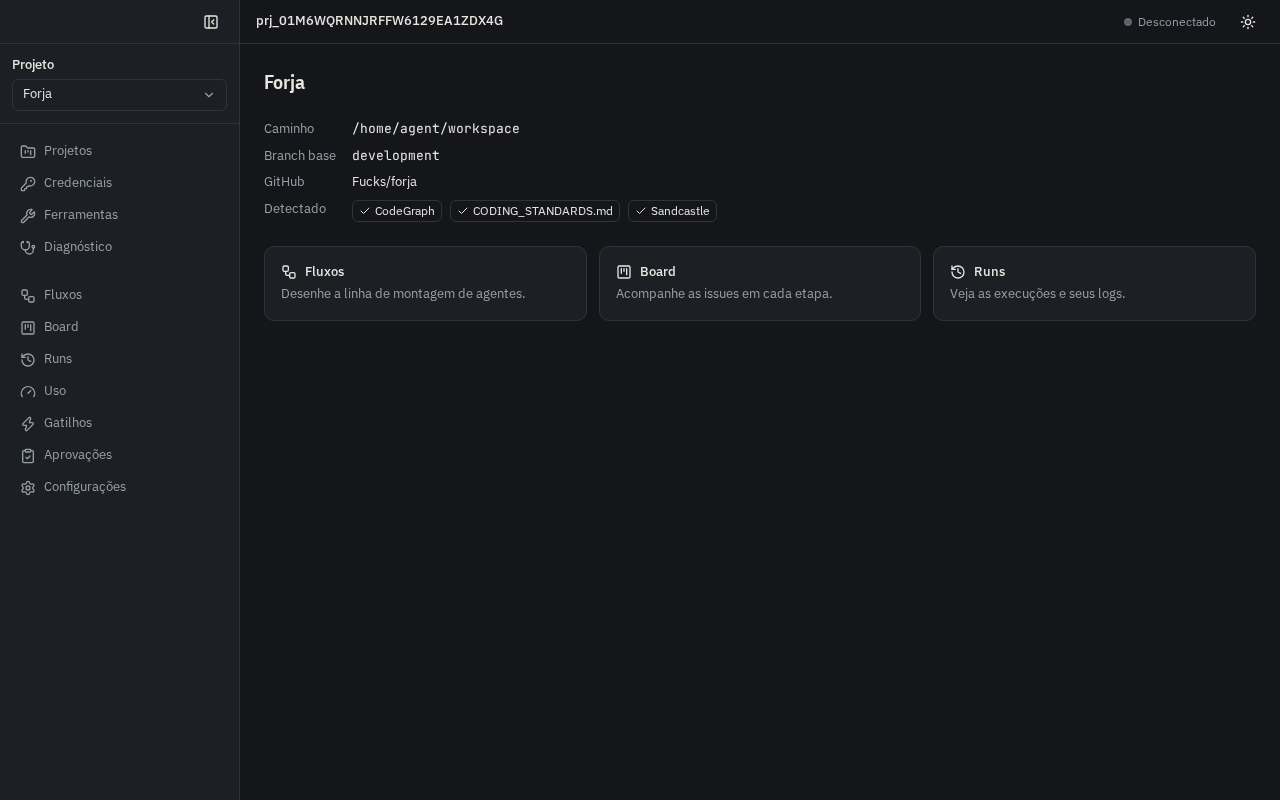 prj_01M6WQRNNJRFFW6129EA1ZDX4G
Desconectado
Projeto
Forja
Projetos
Credenciais
Ferramentas
Diagnóstico
Fluxos
Board
Runs
Uso
Gatilhos
Aprovações
Configurações
Forja
Caminho /home/agent/workspace
Branch base development
GitHub Fucks/forja
Detectado CodeGraph CODING_STANDARDS.md Sandcastle
Fluxos
Desenhe a linha de montagem de agentes.
Board
Acompanhe as issues em cada etapa.
Runs
Veja as execuções e seus logs.